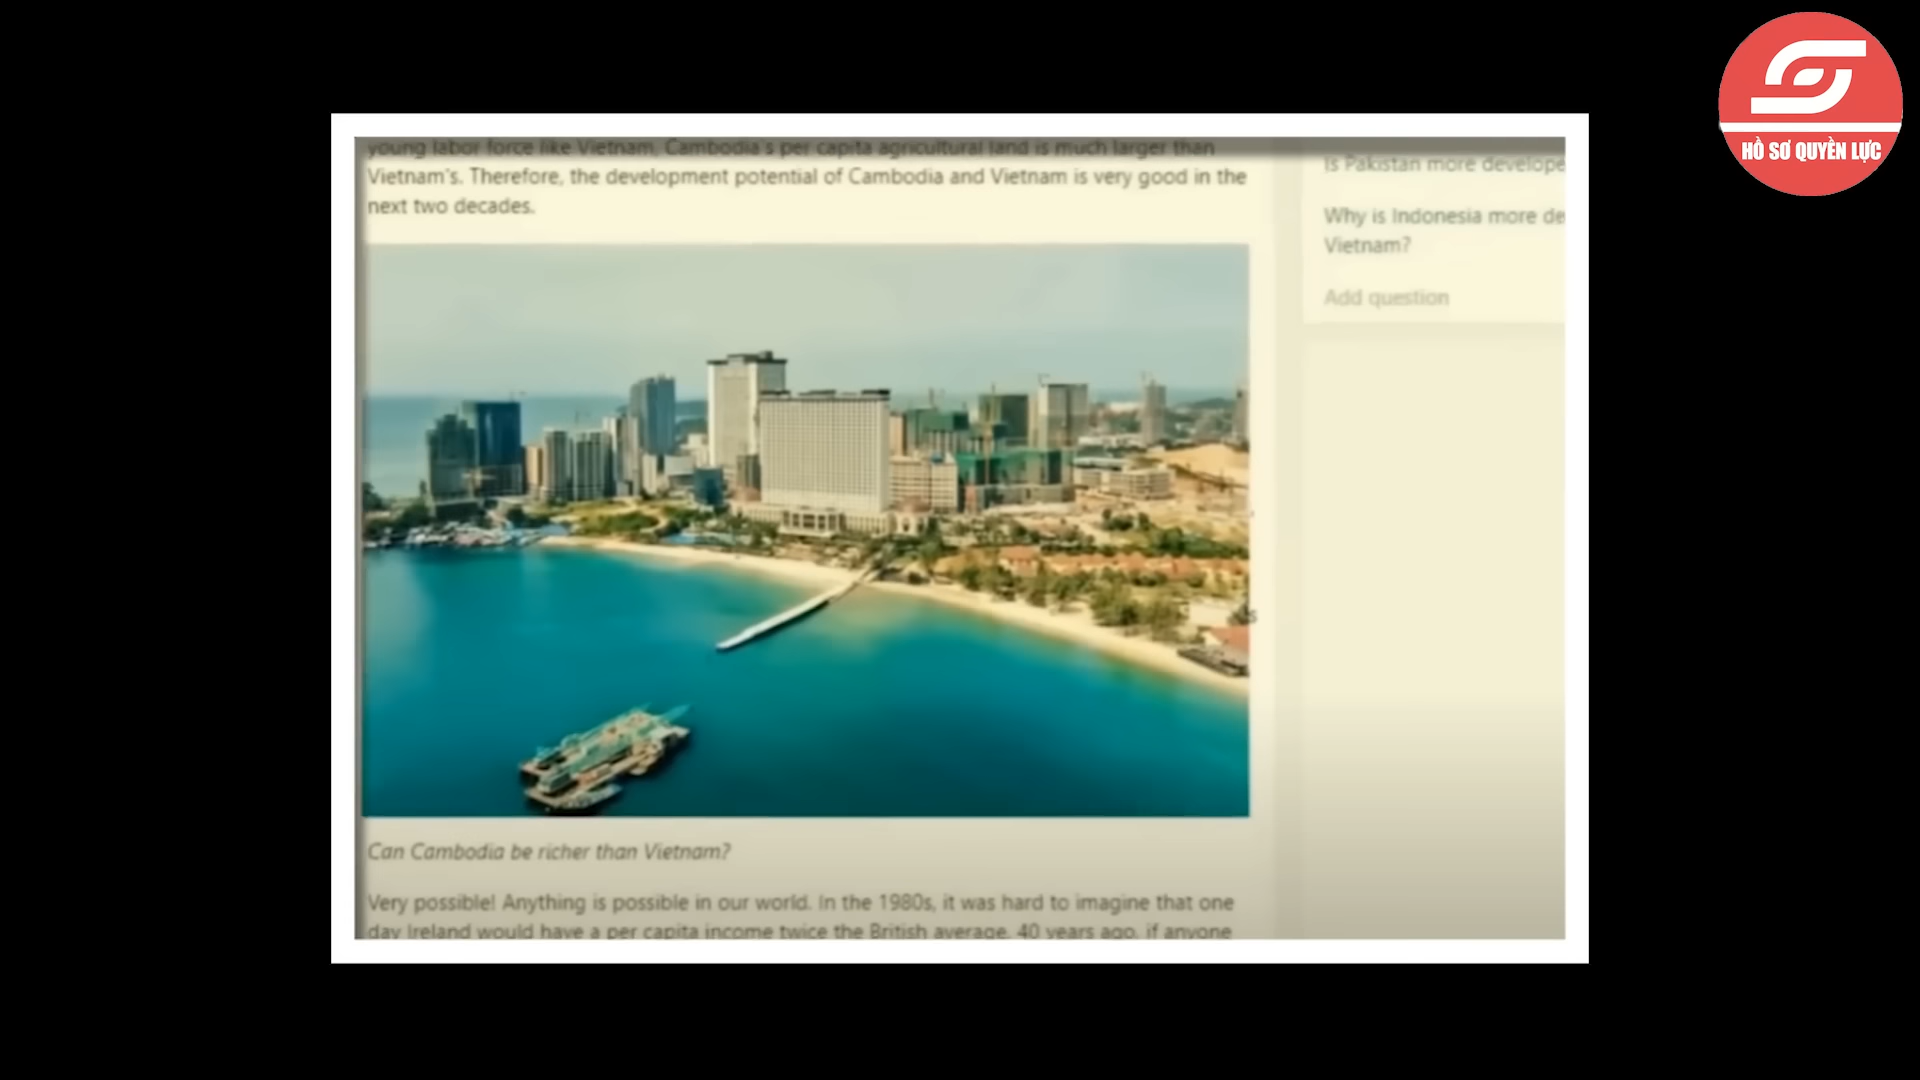 young labor force like Vietnam, Cambodia's per capita agricultural land is much larger than
Vietnam's. Therefore, the development potential of Cambodia and Vietnam is very good in the
next two decades.
Can Cambodia be richer than Vietnam?
Very possible! Anything is possible in our world. In the 1980s, it was hard to imagine that one
day Ireland would have a per capita income twice the British average. 40 years ago, if anyone
Is Pakistan more develope
Why is Indonesia more de
Vietnam?
Add question
HỒ SƠ QUYỀN LỰC